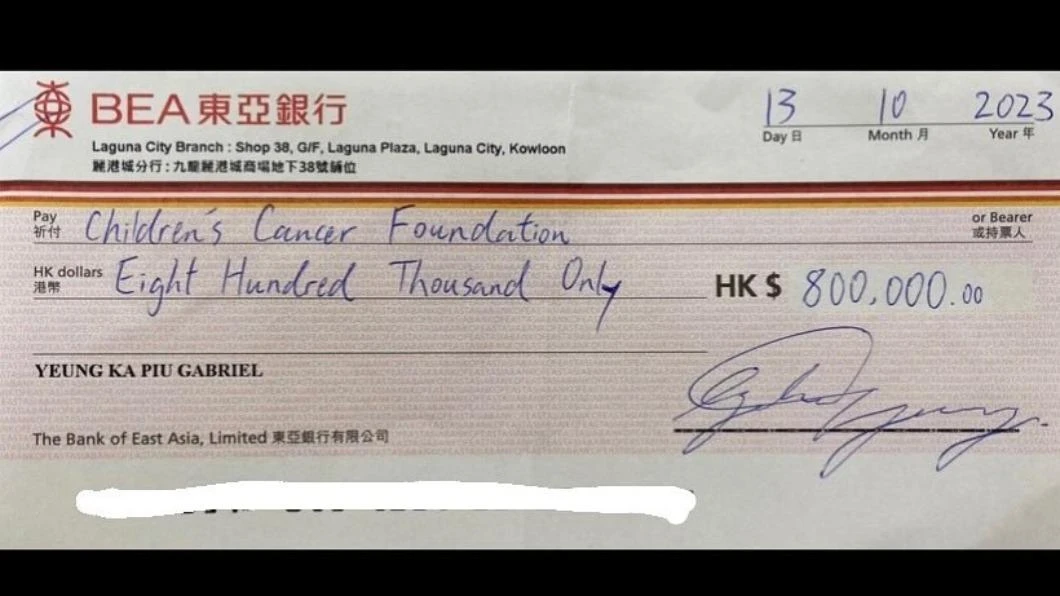 BEA東亞銀行
13 10 2023
Day 日 Month 月 Year 年
Laguna City Branch : Shop 38, G/F, Laguna Plaza, Laguna City, Kowloon
麗港城分行 : 九龍麗港城商場地下38號舖位
Pay Children's Cancer Foundation or Bearer
祈付 或持票人
HK dollars Eight Hundred Thousand Only HK $ 800,000.00
港幣
YEUNG KA PIU GABRIEL
The Bank of East Asia, Limited 東亞銀行有限公司